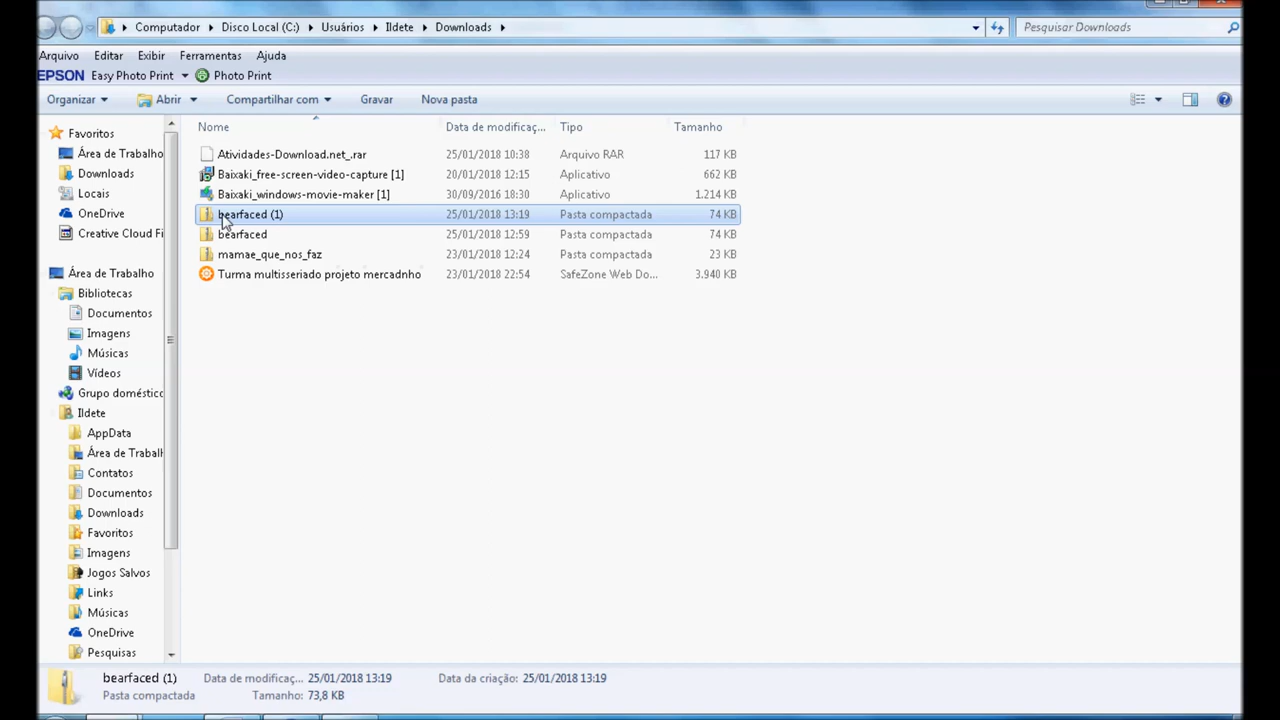 Computador Disco Local (C:) Usuários Ildete Downloads Pesquisar Downloads
Arquivo Editar Exibir Ferramentas Ajuda
EPSON Easy Photo Print Photo Print
Organizar Abrir Compartilhar com Gravar Nova pasta
Nome Data de modificaç... Tipo Tamanho
Atividades-Download.net_.rar 25/01/2018 10:38 Arquivo RAR 117 KB
Baixaki_free-screen-video-capture [1] 20/01/2018 12:15 Aplicativo 662 KB
Baixaki_windows-movie-maker [1] 30/09/2016 18:30 Aplicativo 1.214 KB
bearfaced (1) 25/01/2018 13:19 Pasta compactada 74 KB
bearfaced 25/01/2018 12:59 Pasta compactada 74 KB
mamae_que_nos_faz 23/01/2018 12:24 Pasta compactada 23 KB
Turma multisseriado projeto mercadnho 23/01/2018 22:54 SafeZone Web Do... 3.940 KB
Favoritos
Área de Trabalho
Downloads
Locais
OneDrive
Creative Cloud Fi
Área de Trabalho
Bibliotecas
Documentos
Imagens
Músicas
Vídeos
Grupo doméstic
Ildete
AppData
Área de Trabalh
Contatos
Documentos
Downloads
Favoritos
Imagens
Jogos Salvos
Links
Músicas
OneDrive
Pesquisas
bearfaced (1) Data de modificaç... 25/01/2018 13:19 Data da criação: 25/01/2018 13:19
Pasta compactada Tamanho: 73,8 KB